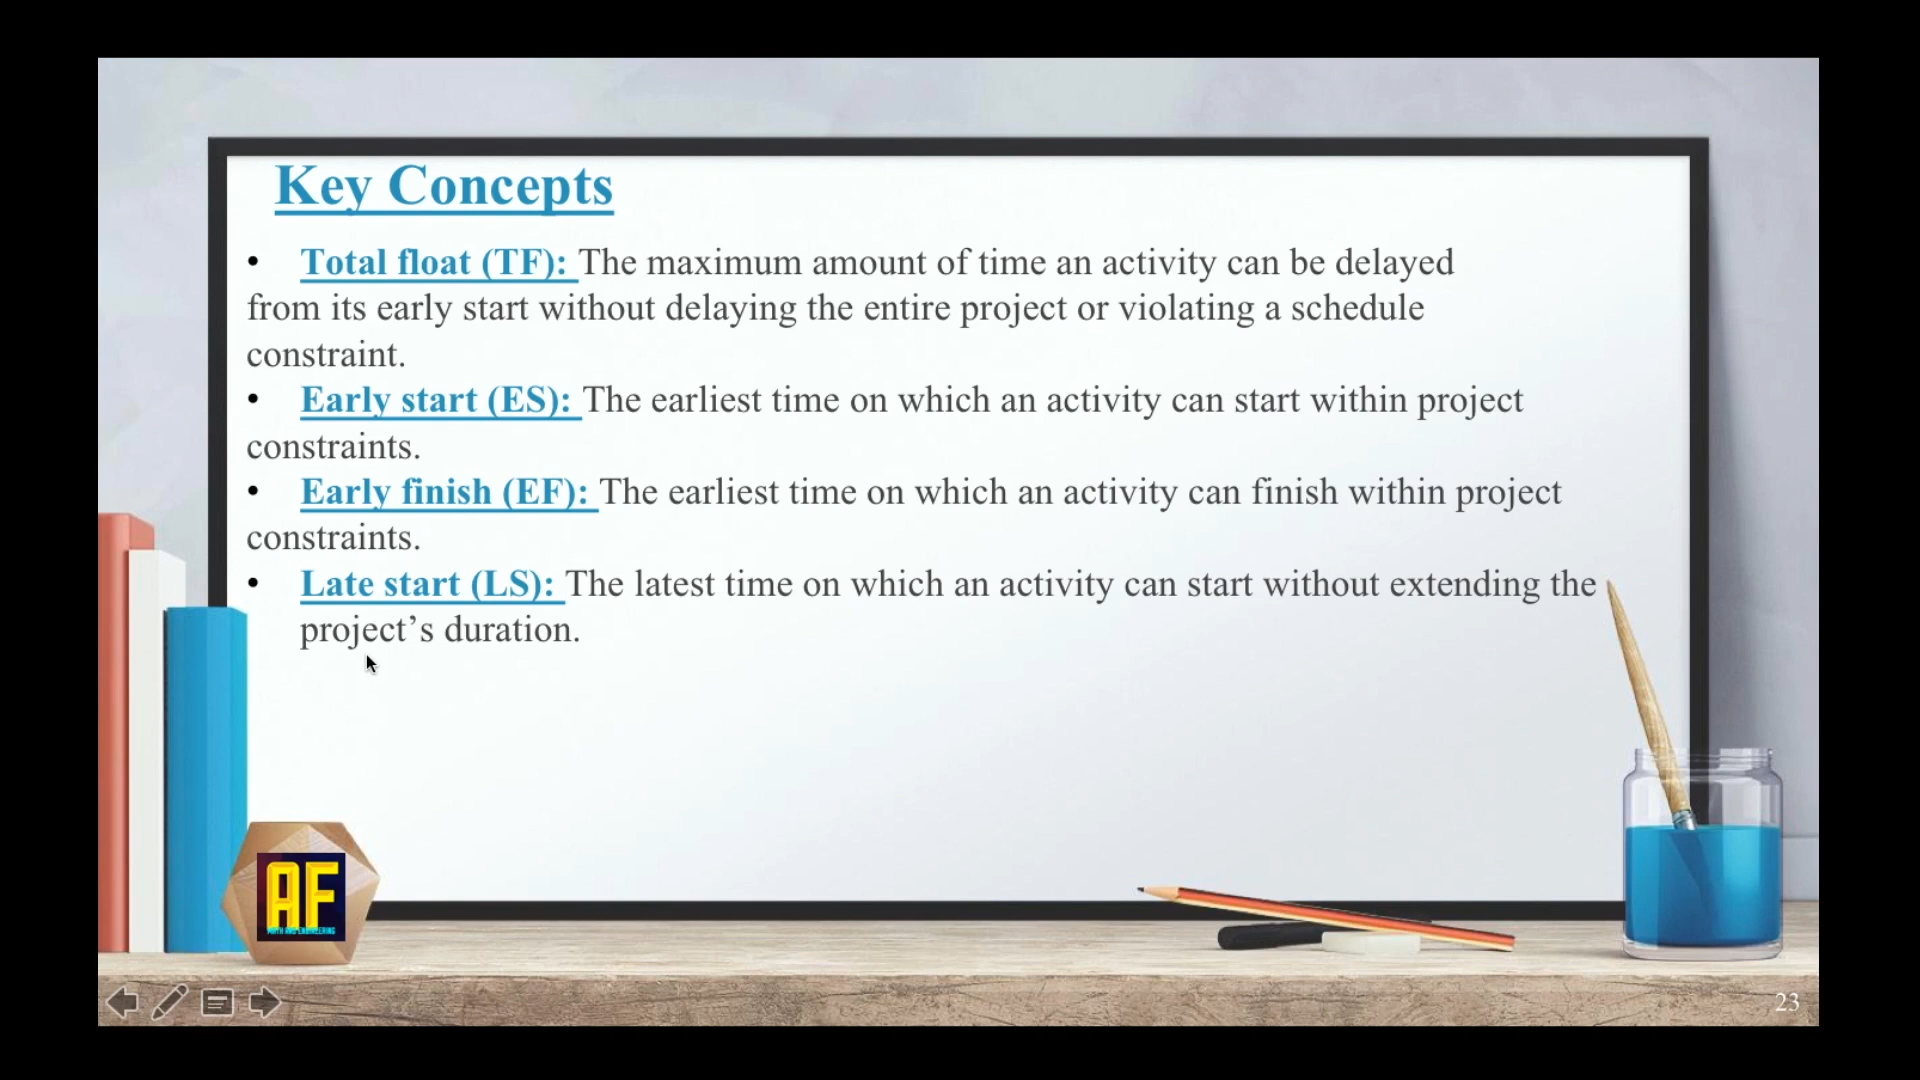 Key Concepts
• Total float (TF): The maximum amount of time an activity can be delayed
from its early start without delaying the entire project or violating a schedule
constraint.
• Early start (ES): The earliest time on which an activity can start within project
constraints.
• Early finish (EF): The earliest time on which an activity can finish within project
constraints.
• Late start (LS): The latest time on which an activity can start without extending the
project’s duration.
AF
23